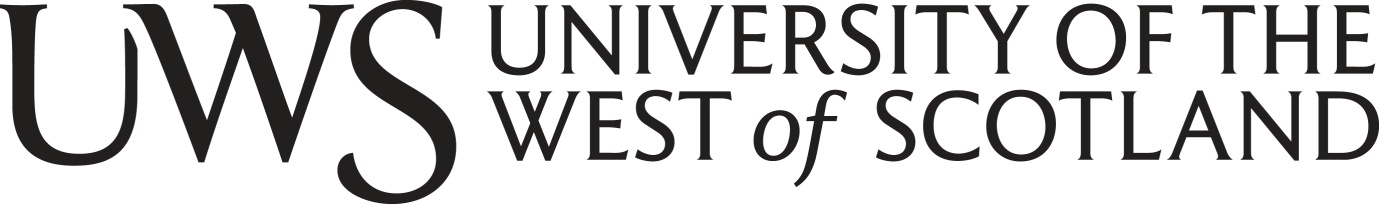 UWS
UNIVERSITY OF THE
WEST of SCOTLAND